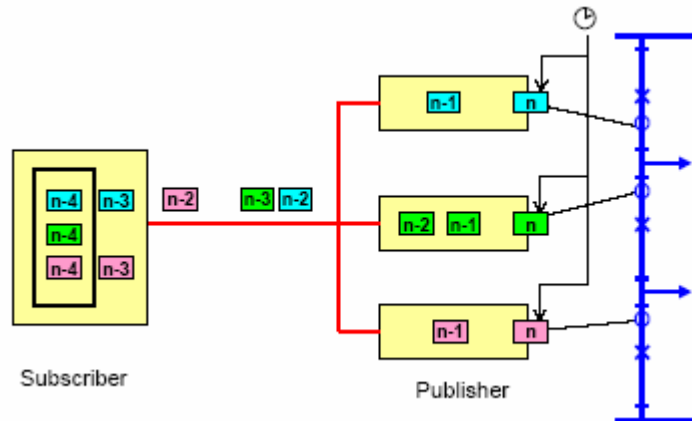 n-1 n
n-4 n-3 n-2 n-3 n-2
n-4 n-2 n-1 n
n-4 n-3
n-1 n
Subscriber
Publisher